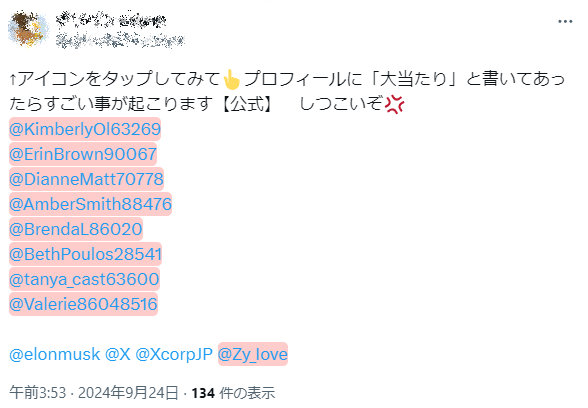 ↑アイコンをタップしてみて👆プロフィールに「大当たり」と書いてあっ
たらすごい事が起こります【公式】　しつこいぞ💢
@KimberlyOl63269
@ErinBrown90067
@DianneMatt70778
@AmberSmith88476
@BrendaL86020
@BethPoulos28541
@tanya_cast63600
@Valerie86048516
@elonmusk @X @XcorpJP @Zy_love
午前3:53 · 2024年9月24日 · 134 件の表示